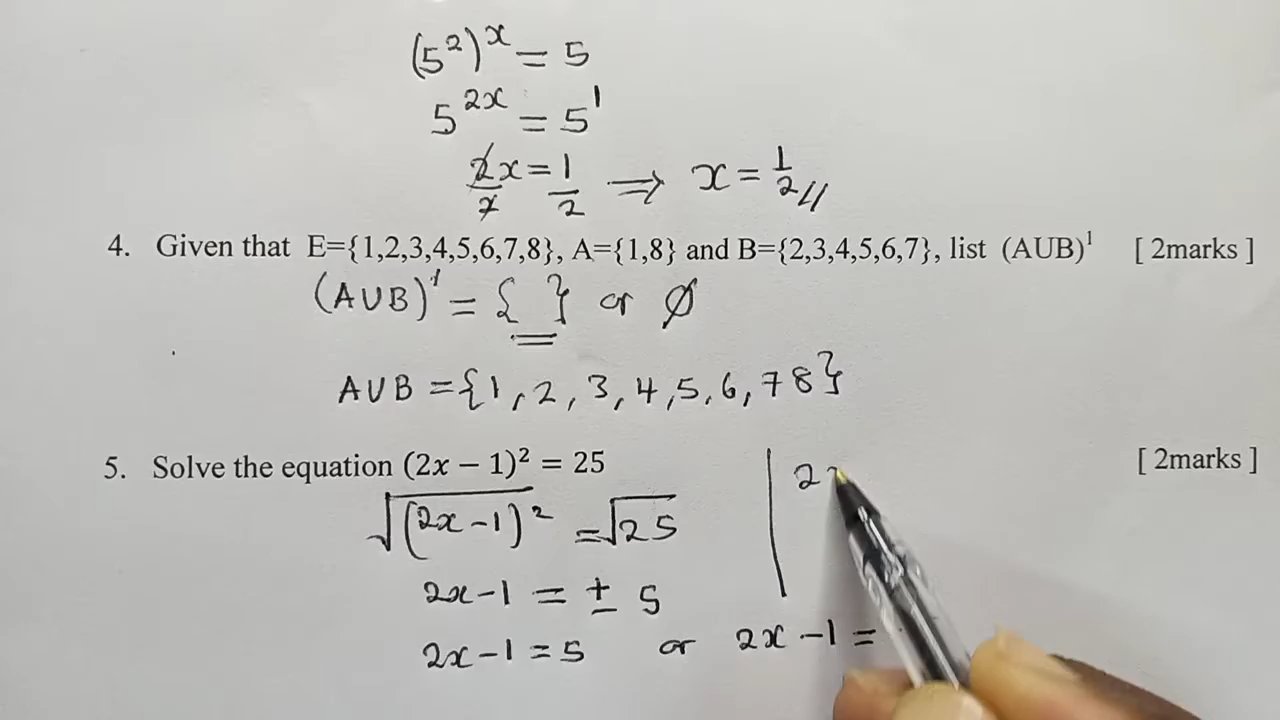 (5²)ˣ = 5
5²ˣ = 5¹
2x/2 = 1/2 ⟹ x = 1/2 //
4. Given that E={1,2,3,4,5,6,7,8}, A={1,8} and B={2,3,4,5,6,7}, list (AUB)¹ [ 2marks ]
(AUB)¹ = { } or ∅
AUB = {1, 2, 3, 4, 5, 6, 7 8}
5. Solve the equation (2x − 1)² = 25 [ 2marks ]
√(2x−1)² = √25
2x−1 = ± 5
2x−1 = 5 or 2x −1 =
2x